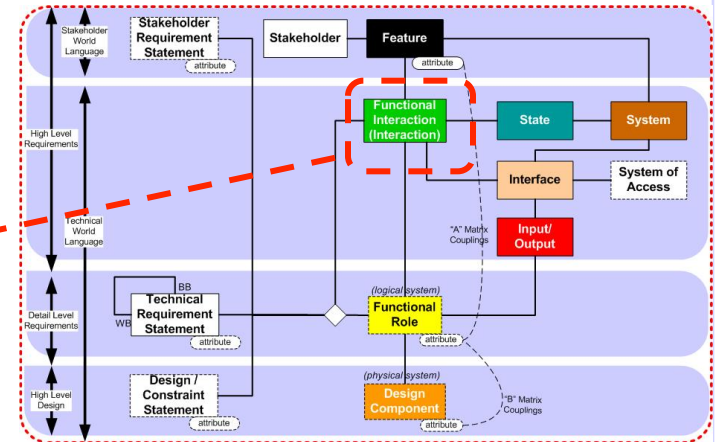 Stakeholder
World
Language
Stakeholder
Requirement
Statement
attribute
Stakeholder
Feature
attribute
High Level
Requirements
Technical
World
Language
Functional
Interaction
(Interaction)
State
System
Interface
System of
Access
"A" Matrix
Couplings
Input/
Output
Detail Level
Requirements
BB
WB
Technical
Requirement
Statement
attribute
(logical system)
Functional
Role
attribute
High Level
Design
Design /
Constraint
Statement
attribute
(physical system)
Design
Component
attribute
"B" Matrix
Couplings